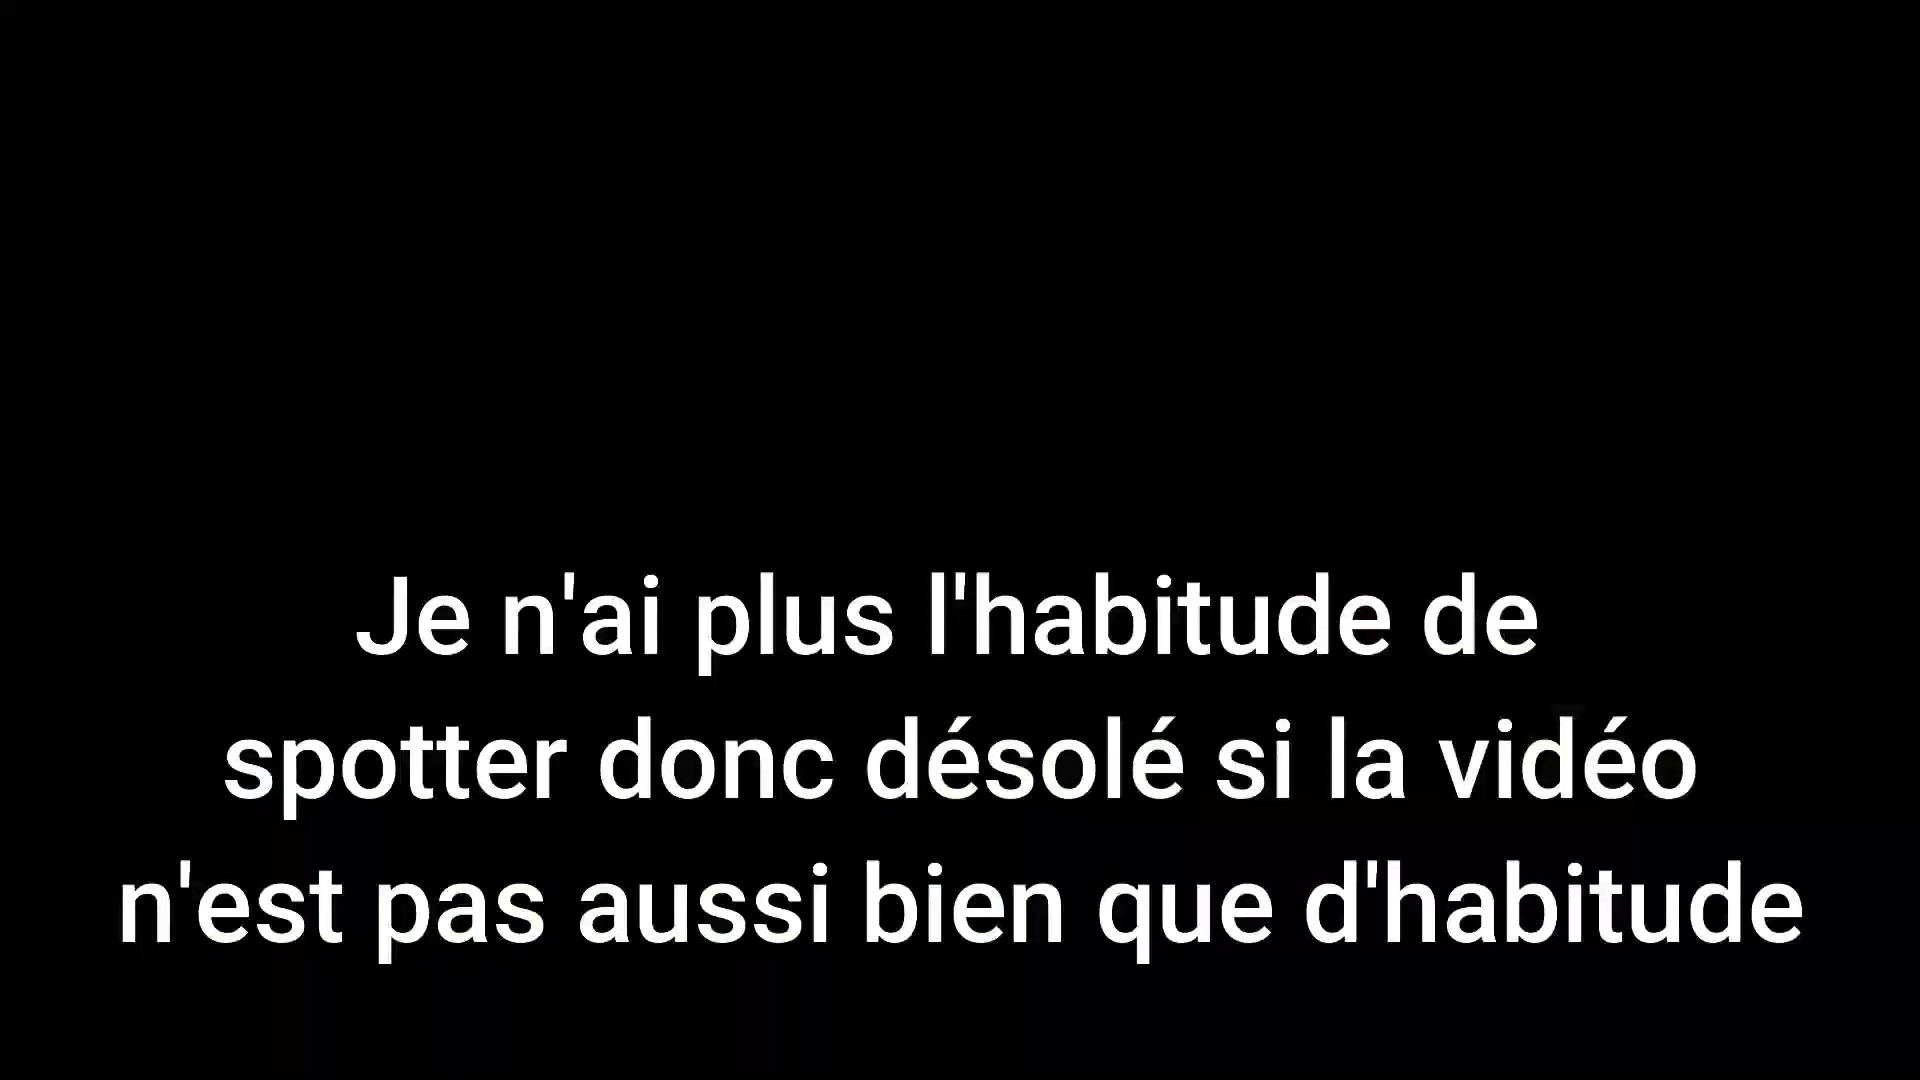 Je n'ai plus l'habitude de
spotter donc désolé si la vidéo
n'est pas aussi bien que d'habitude